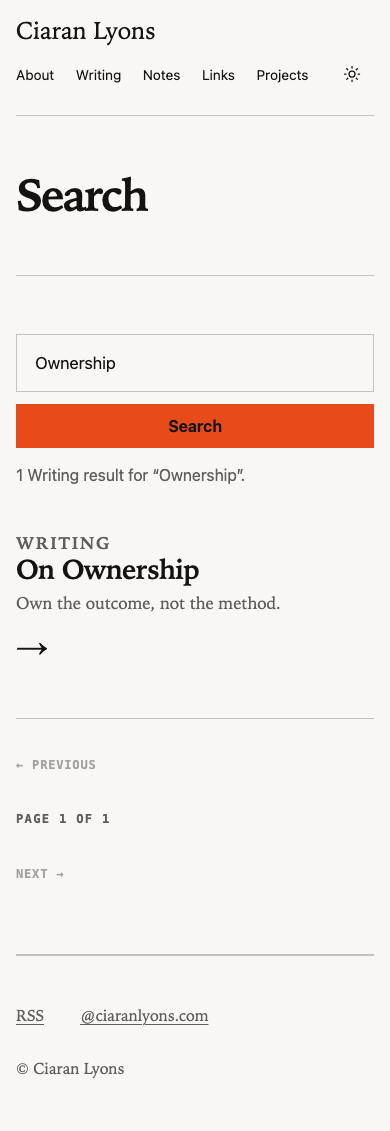 Ciaran Lyons
About Writing Notes Links Projects
Search
Ownership
Search
1 Writing result for “Ownership”.
WRITING
On Ownership
Own the outcome, not the method.
→
← PREVIOUS
PAGE 1 OF 1
NEXT →
RSS @ciaranlyons.com
© Ciaran Lyons